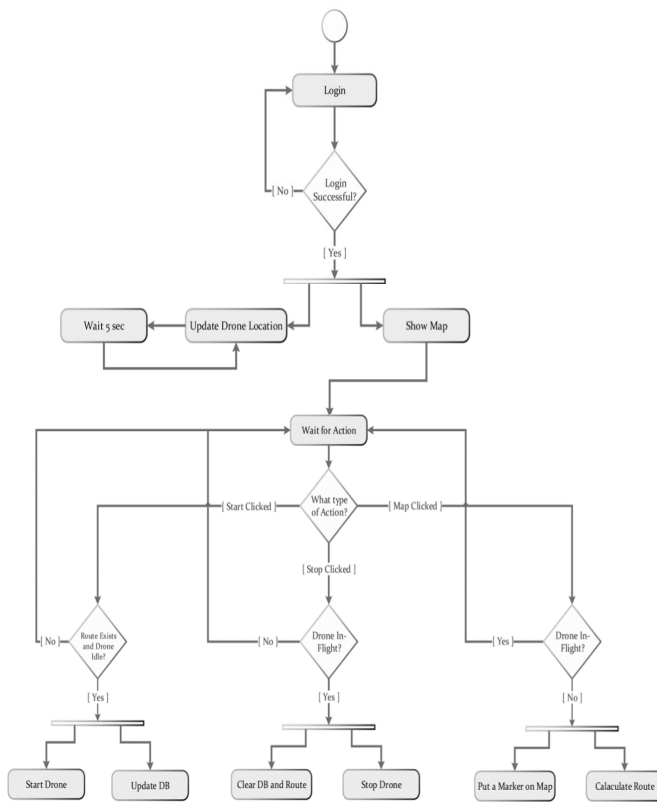 Login
Login
Successful?
[ No ]
[ Yes ]
Wait 5 sec
Update Drone Location
Show Map
Wait for Action
What type
of Action?
[ Start Clicked ]
[ Map Clicked ]
[ Stop Clicked ]
Route Exists
and Drone
Idle?
[ No ]
[ Yes ]
Drone In-
Flight?
[ No ]
[ Yes ]
Drone In-
Flight?
[ Yes ]
[ No ]
Start Drone
Update DB
Clear DB and Route
Stop Drone
Put a Marker on Map
Calaculate Route